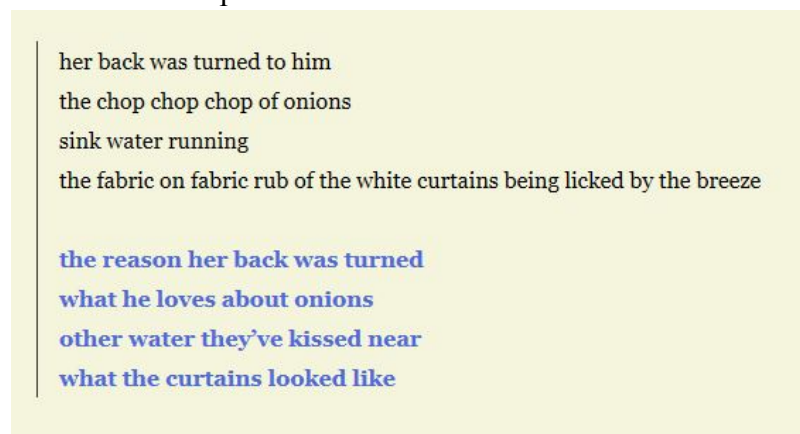 her back was turned to him
the chop chop chop of onions
sink water running
the fabric on fabric rub of the white curtains being licked by the breeze
the reason her back was turned
what he loves about onions
other water they’ve kissed near
what the curtains looked like